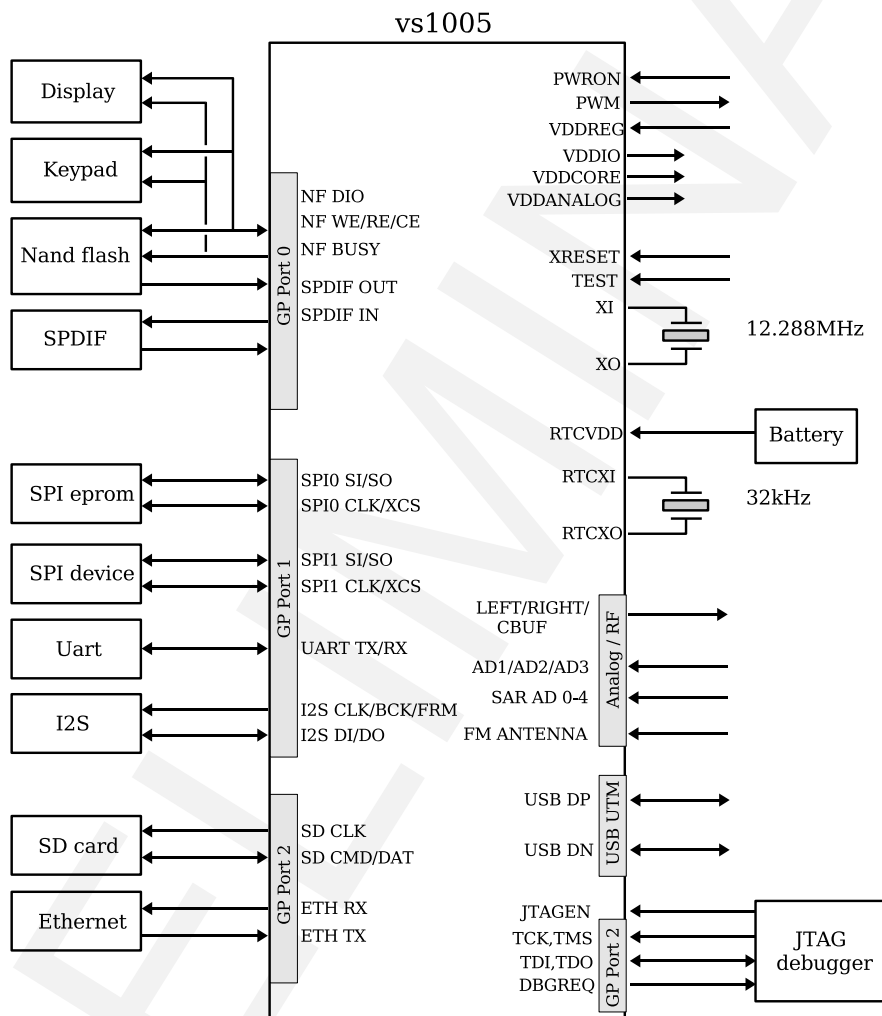 vs1005
Display
Keypad
Nand flash
SPDIF
GP Port 0
NF DIO
NF WE/RE/CE
NF BUSY
SPDIF OUT
SPDIF IN
SPI eprom
SPI device
Uart
I2S
GP Port 1
SPI0 SI/SO
SPI0 CLK/XCS
SPI1 SI/SO
SPI1 CLK/XCS
UART TX/RX
I2S CLK/BCK/FRM
I2S DI/DO
SD card
Ethernet
GP Port 2
SD CLK
SD CMD/DAT
ETH RX
ETH TX
PWRON
PWM
VDDREG
VDDIO
VDDCORE
VDDANALOG
XRESET
TEST
XI
XO
12.288MHz
RTCVDD
Battery
RTCXI
RTCXO
32kHz
LEFT/RIGHT/
CBUF
AD1/AD2/AD3
SAR AD 0-4
FM ANTENNA
Analog / RF
USB DP
USB DN
USB UTM
JTAGEN
TCK,TMS
TDI,TDO
DBGREQ
GP Port 2
JTAG
debugger
ELIMINA